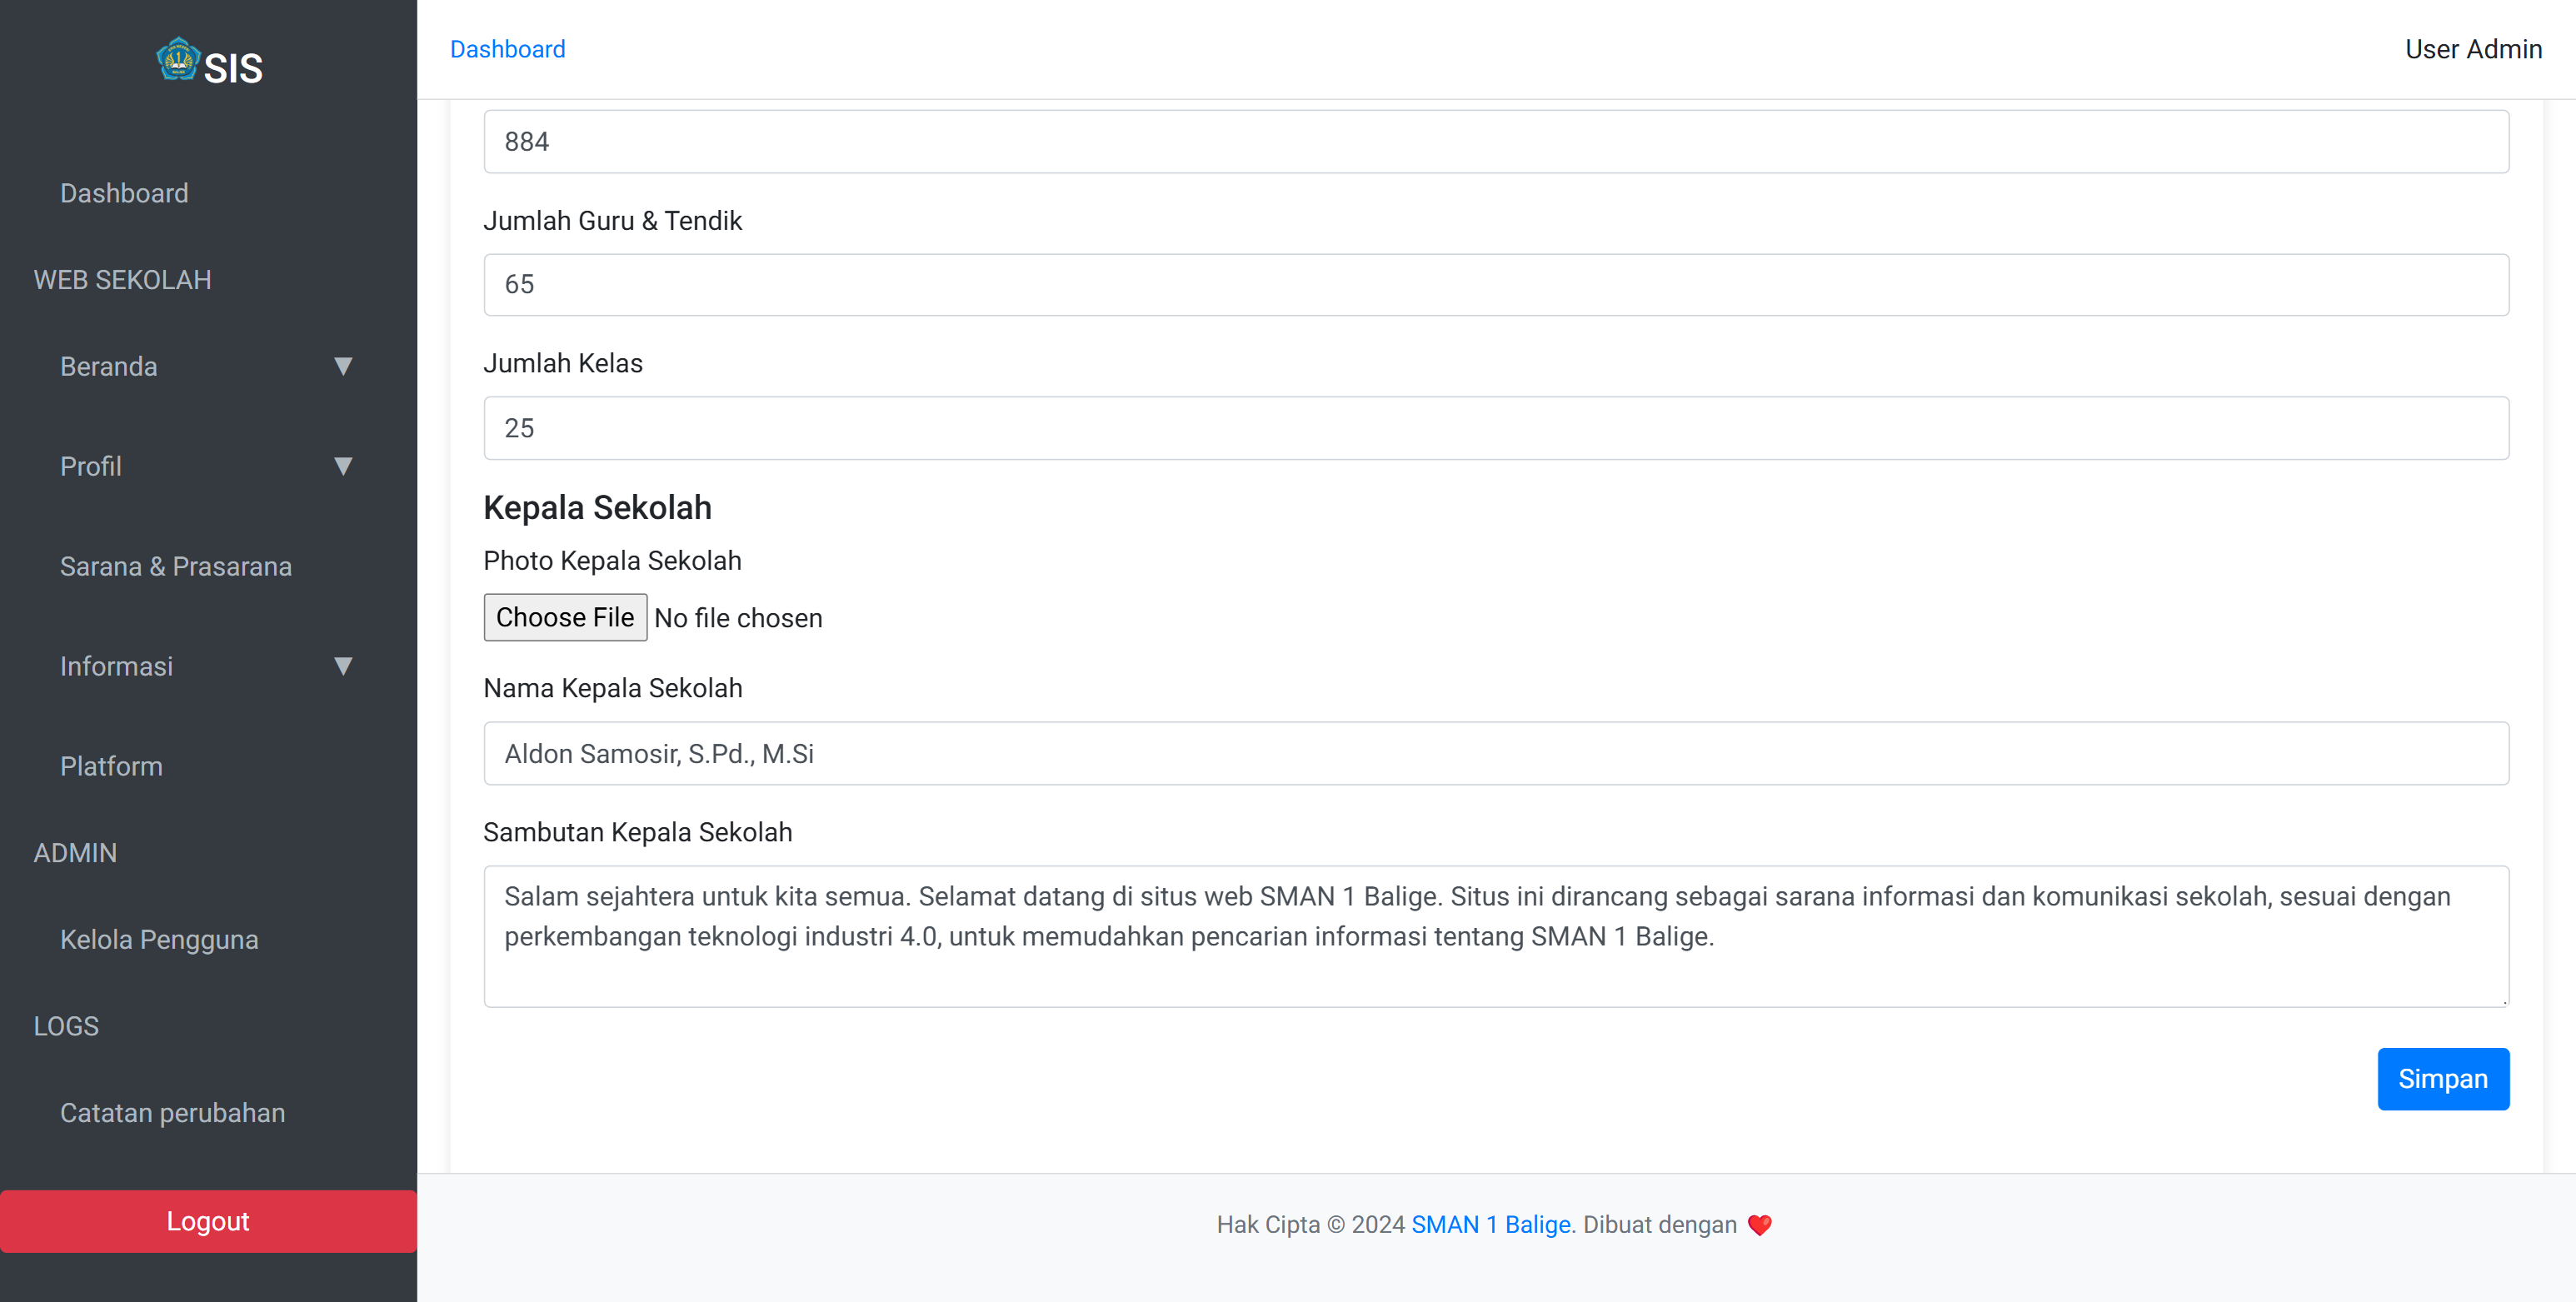 SIS
Dashboard
WEB SEKOLAH
Beranda
Profil
Sarana & Prasarana
Informasi
Platform
ADMIN
Kelola Pengguna
LOGS
Catatan perubahan
Logout
Dashboard
User Admin
884
Jumlah Guru & Tendik
65
Jumlah Kelas
25
Kepala Sekolah
Photo Kepala Sekolah
Choose File No file chosen
Nama Kepala Sekolah
Aldon Samosir, S.Pd., M.Si
Sambutan Kepala Sekolah
Salam sejahtera untuk kita semua. Selamat datang di situs web SMAN 1 Balige. Situs ini dirancang sebagai sarana informasi dan komunikasi sekolah, sesuai dengan
perkembangan teknologi industri 4.0, untuk memudahkan pencarian informasi tentang SMAN 1 Balige.
Simpan
Hak Cipta © 2024 SMAN 1 Balige. Dibuat dengan ❤️